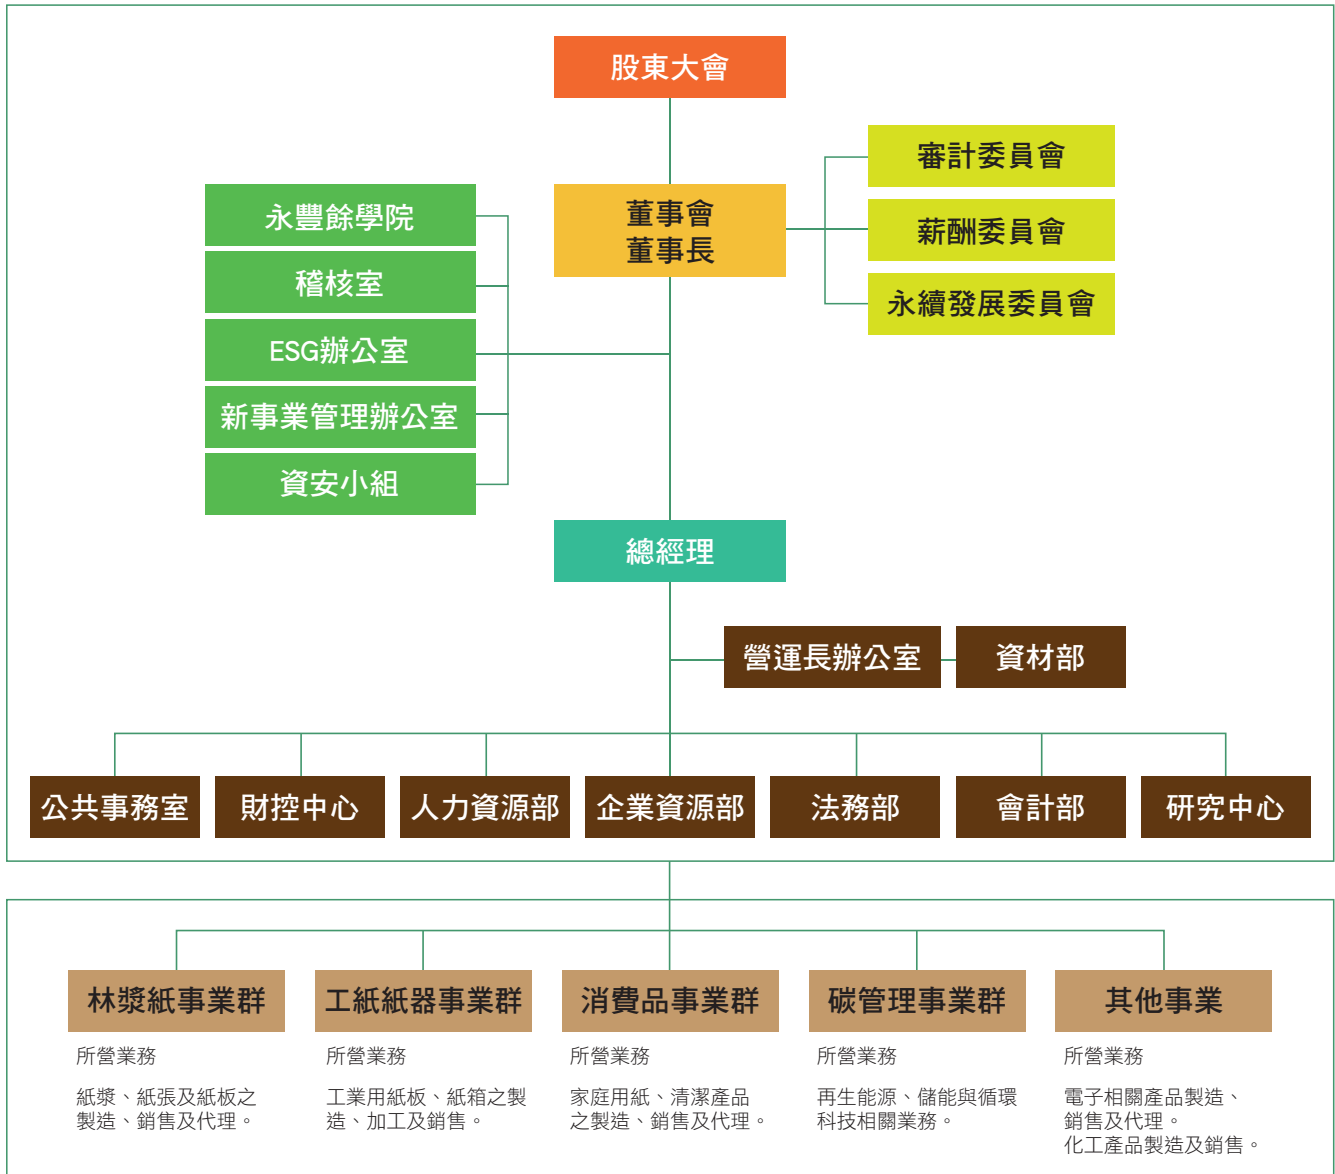 股東大會
董事會
董事長
審計委員會
薪酬委員會
永續發展委員會
永豐餘學院
稽核室
ESG辦公室
新事業管理辦公室
資安小組
總經理
營運長辦公室
資材部
公共事務室
財控中心
人力資源部
企業資源部
法務部
會計部
研究中心
林漿紙事業群
所營業務
紙漿、紙張及紙板之
製造、銷售及代理。
工紙紙器事業群
所營業務
工業用紙板、紙箱之製
造、加工及銷售。
消費品事業群
所營業務
家庭用紙、清潔產品
之製造、銷售及代理。
碳管理事業群
所營業務
再生能源、儲能與循環
科技相關業務。
其他事業
所營業務
電子相關產品製造、
銷售及代理。
化工產品製造及銷售。